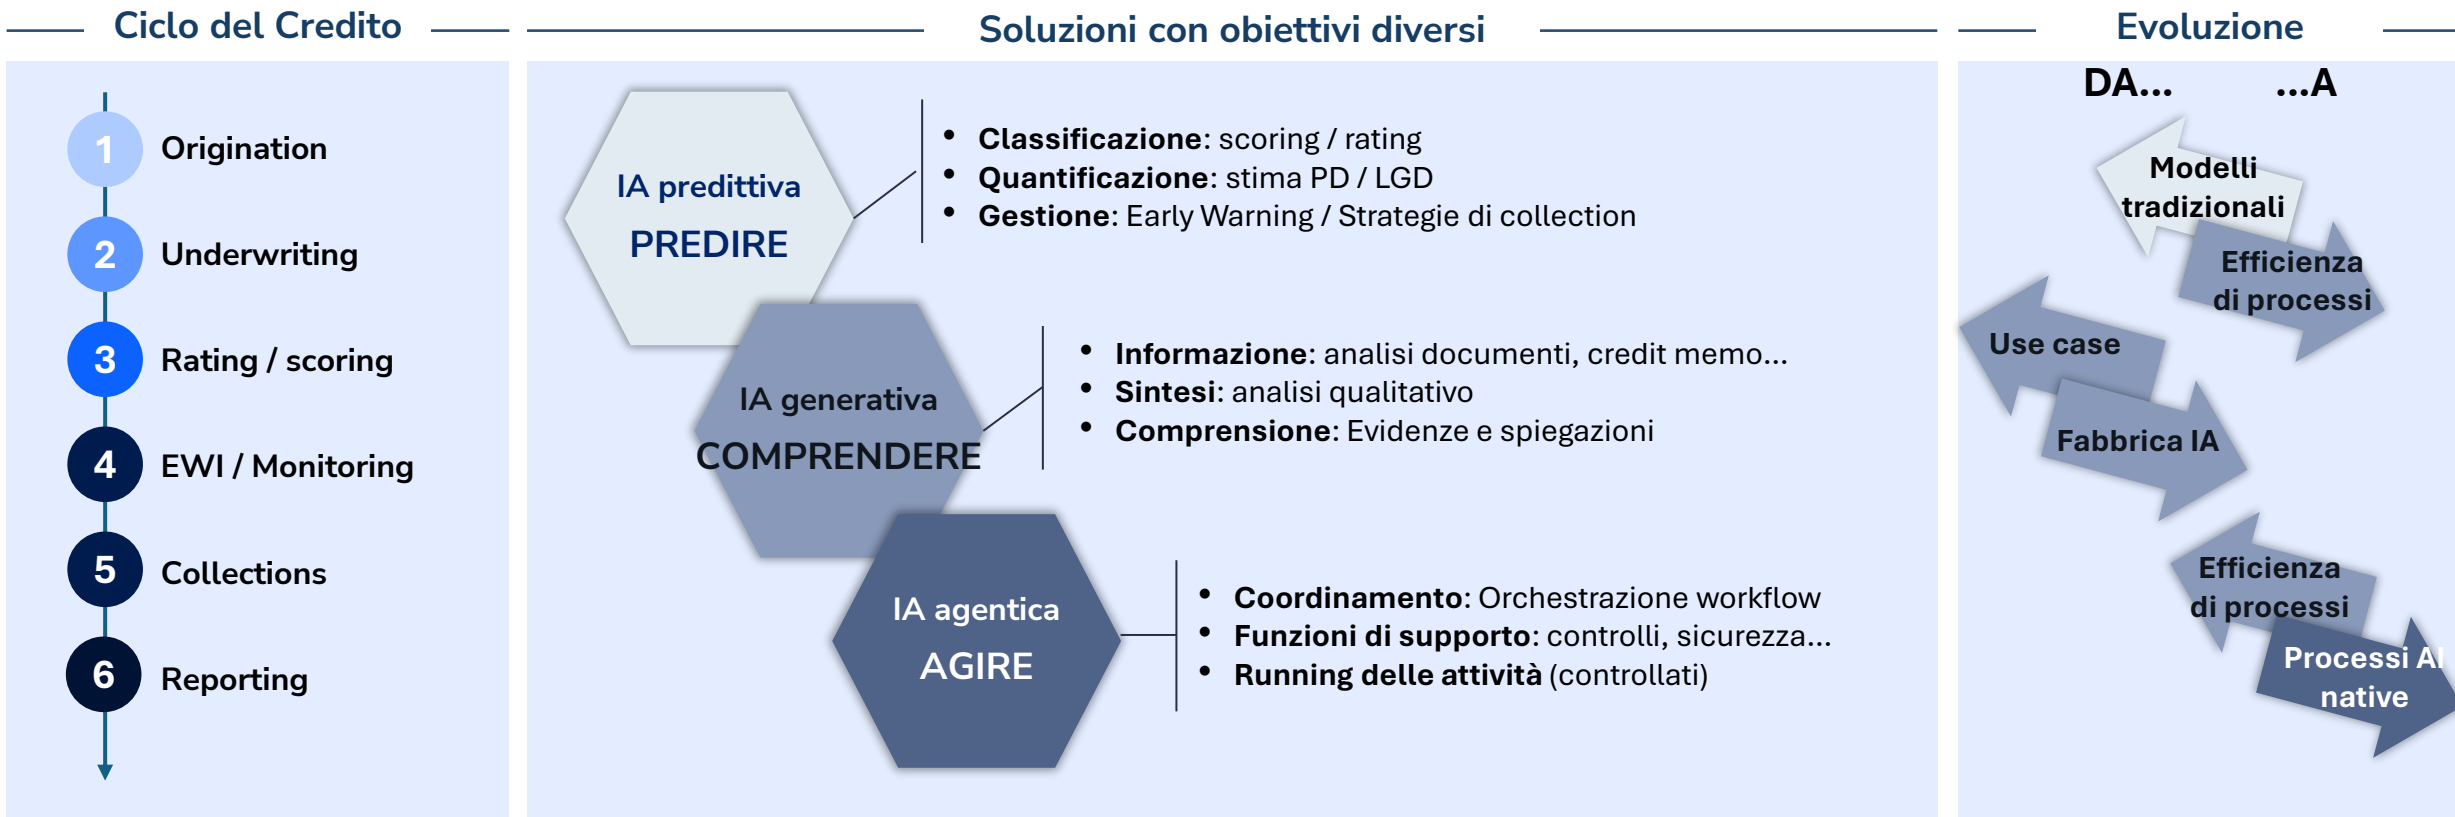 Ciclo del Credito
1 Origination
2 Underwriting
3 Rating / scoring
4 EWI / Monitoring
5 Collections
6 Reporting
Soluzioni con obiettivi diversi
IA predittiva
PREDIRE
• Classificazione: scoring / rating
• Quantificazione: stima PD / LGD
• Gestione: Early Warning / Strategie di collection
IA generativa
COMPRENDERE
• Informazione: analisi documenti, credit memo...
• Sintesi: analisi qualitativo
• Comprensione: Evidenze e spiegazioni
IA agentica
AGIRE
• Coordinamento: Orchestrazione workflow
• Funzioni di supporto: controlli, sicurezza...
• Running delle attività (controllati)
Evoluzione
DA... ...A
Modelli
tradizionali
Efficienza
di processi
Use case
Fabbrica IA
Efficienza
di processi
Processi AI
native